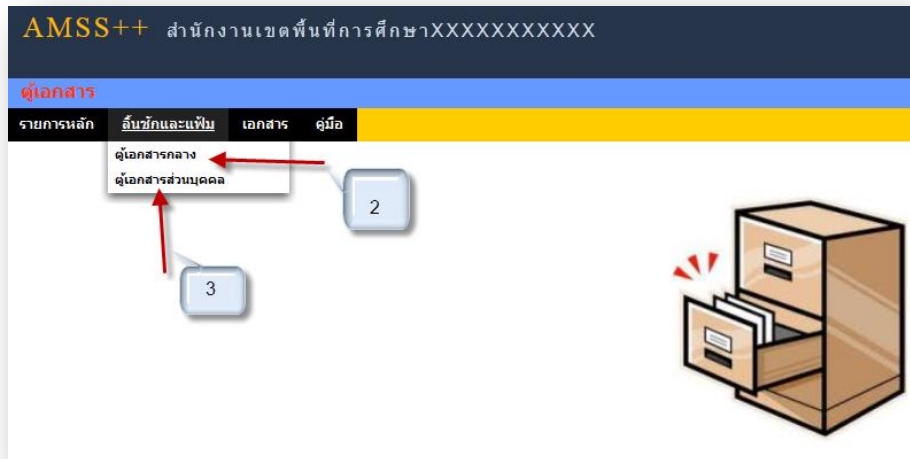 AMSS++ สำนักงานเขตพื้นที่การศึกษาXXXXXXXXXXX
ตู้เอกสาร
รายการหลัก ลิ้นชักและแฟ้ม เอกสาร คู่มือ
ตู้เอกสารกลาง
ตู้เอกสารส่วนบุคคล
2
3